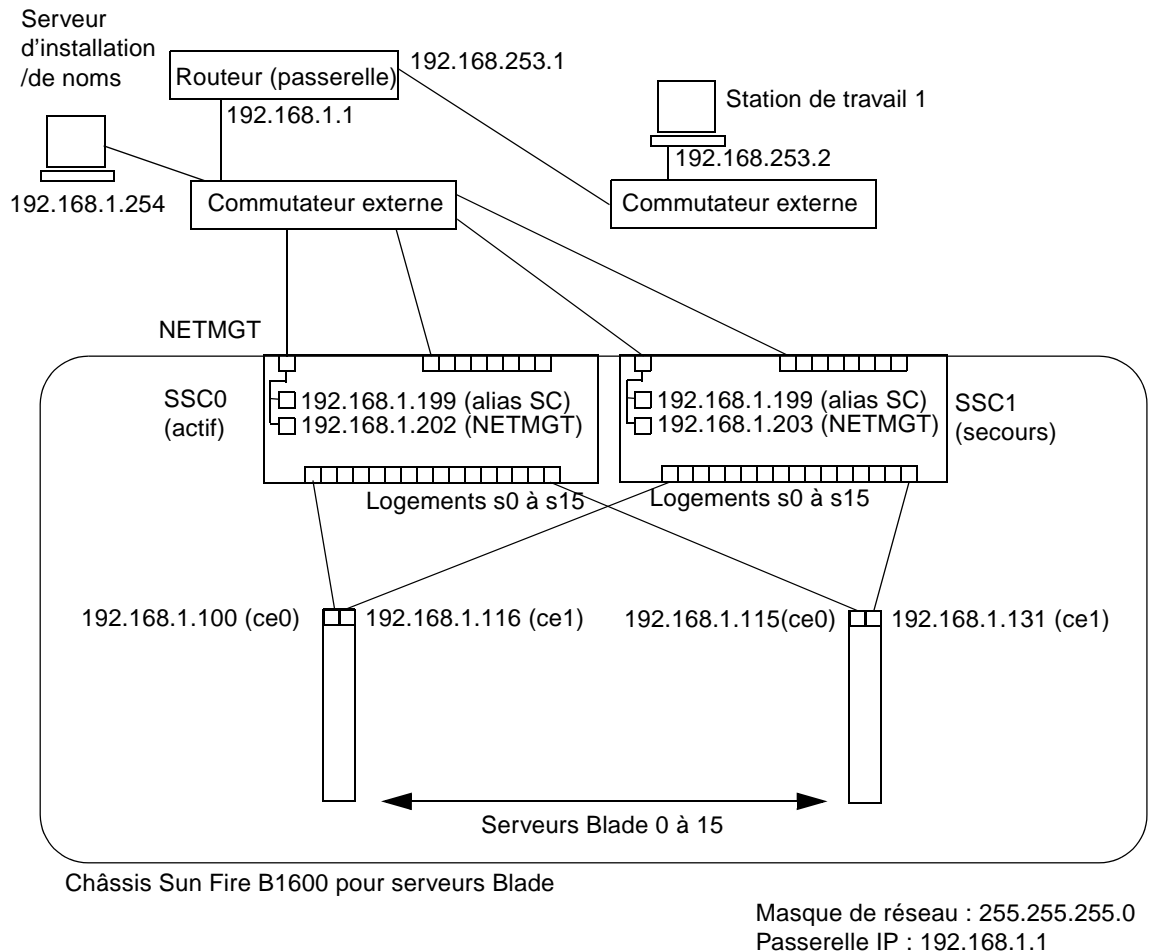 Serveur
d'installation
/de noms
Routeur (passerelle)
192.168.253.1
192.168.1.1
Station de travail 1
192.168.253.2
192.168.1.254
Commutateur externe
Commutateur externe
NETMGT
SSC0
(actif)
192.168.1.199 (alias SC)
192.168.1.202 (NETMGT)
192.168.1.199 (alias SC)
192.168.1.203 (NETMGT)
SSC1
(secours)
Logements s0 à s15
Logements s0 à s15
192.168.1.100 (ce0)
192.168.1.116 (ce1)
192.168.1.115(ce0)
192.168.1.131 (ce1)
Serveurs Blade 0 à 15
Châssis Sun Fire B1600 pour serveurs Blade
Masque de réseau : 255.255.255.0
Passerelle IP : 192.168.1.1